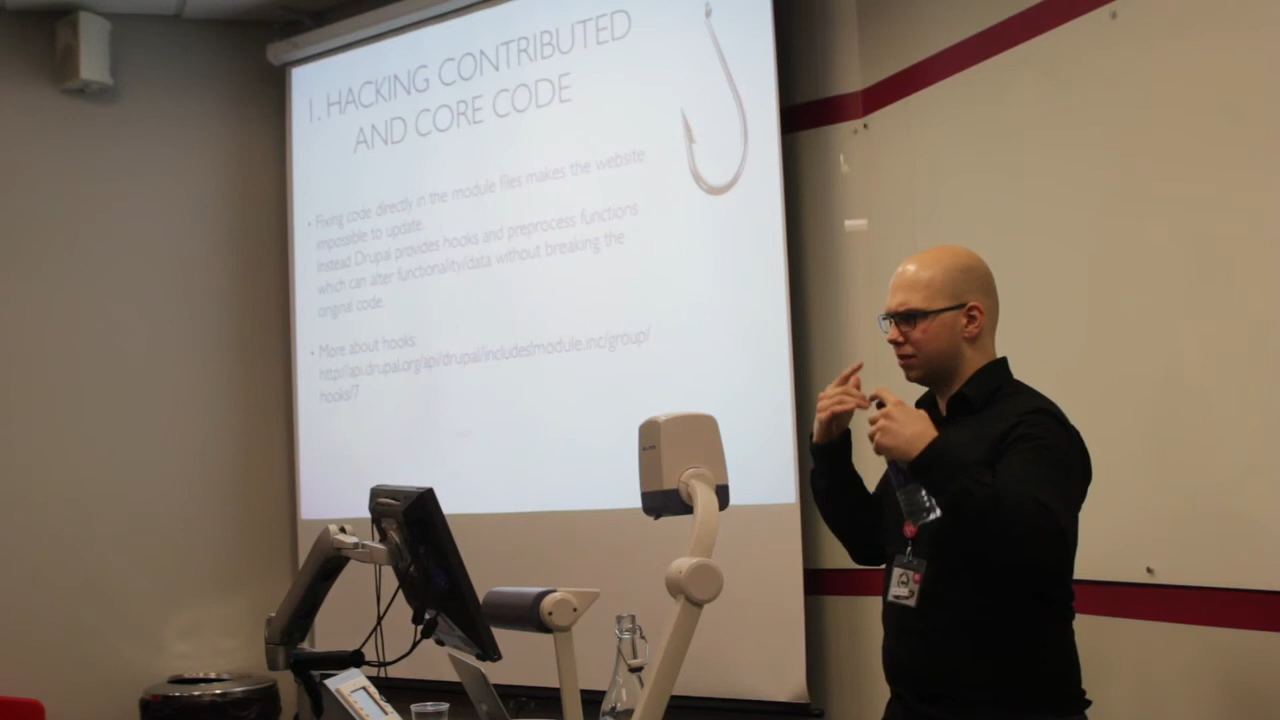 1. HACKING CONTRIBUTED
AND CORE CODE
• Fixing code directly in the module files makes the website
impossible to update.
Instead Drupal provides hooks and preprocess functions
which can alter functionality/data without breaking the
original code.
• More about hooks
http://api.drupal.org/api/drupal/includes!module.inc/group/
hooks/7